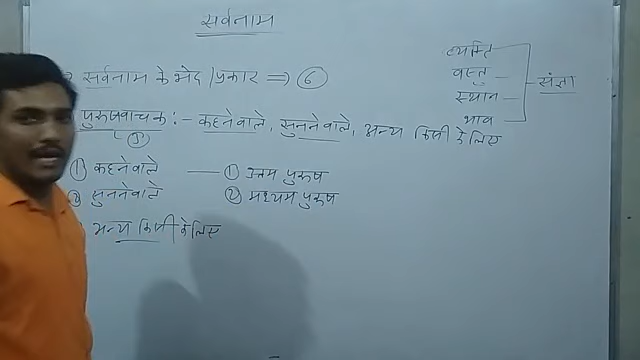 सर्वनाम
सर्वनाम के भेद/प्रकार ⇒ ⑥
पुरुषवाचक :- कहनेवाले, सुननेवाले, अन्य किसी के लिए
③
व्यक्ति
वस्तु
स्थान
भाव
संज्ञा
① कहनेवाले — ① उत्तम पुरुष
② सुननेवाले ② मध्यम पुरुष
अन्य किसी के लिए